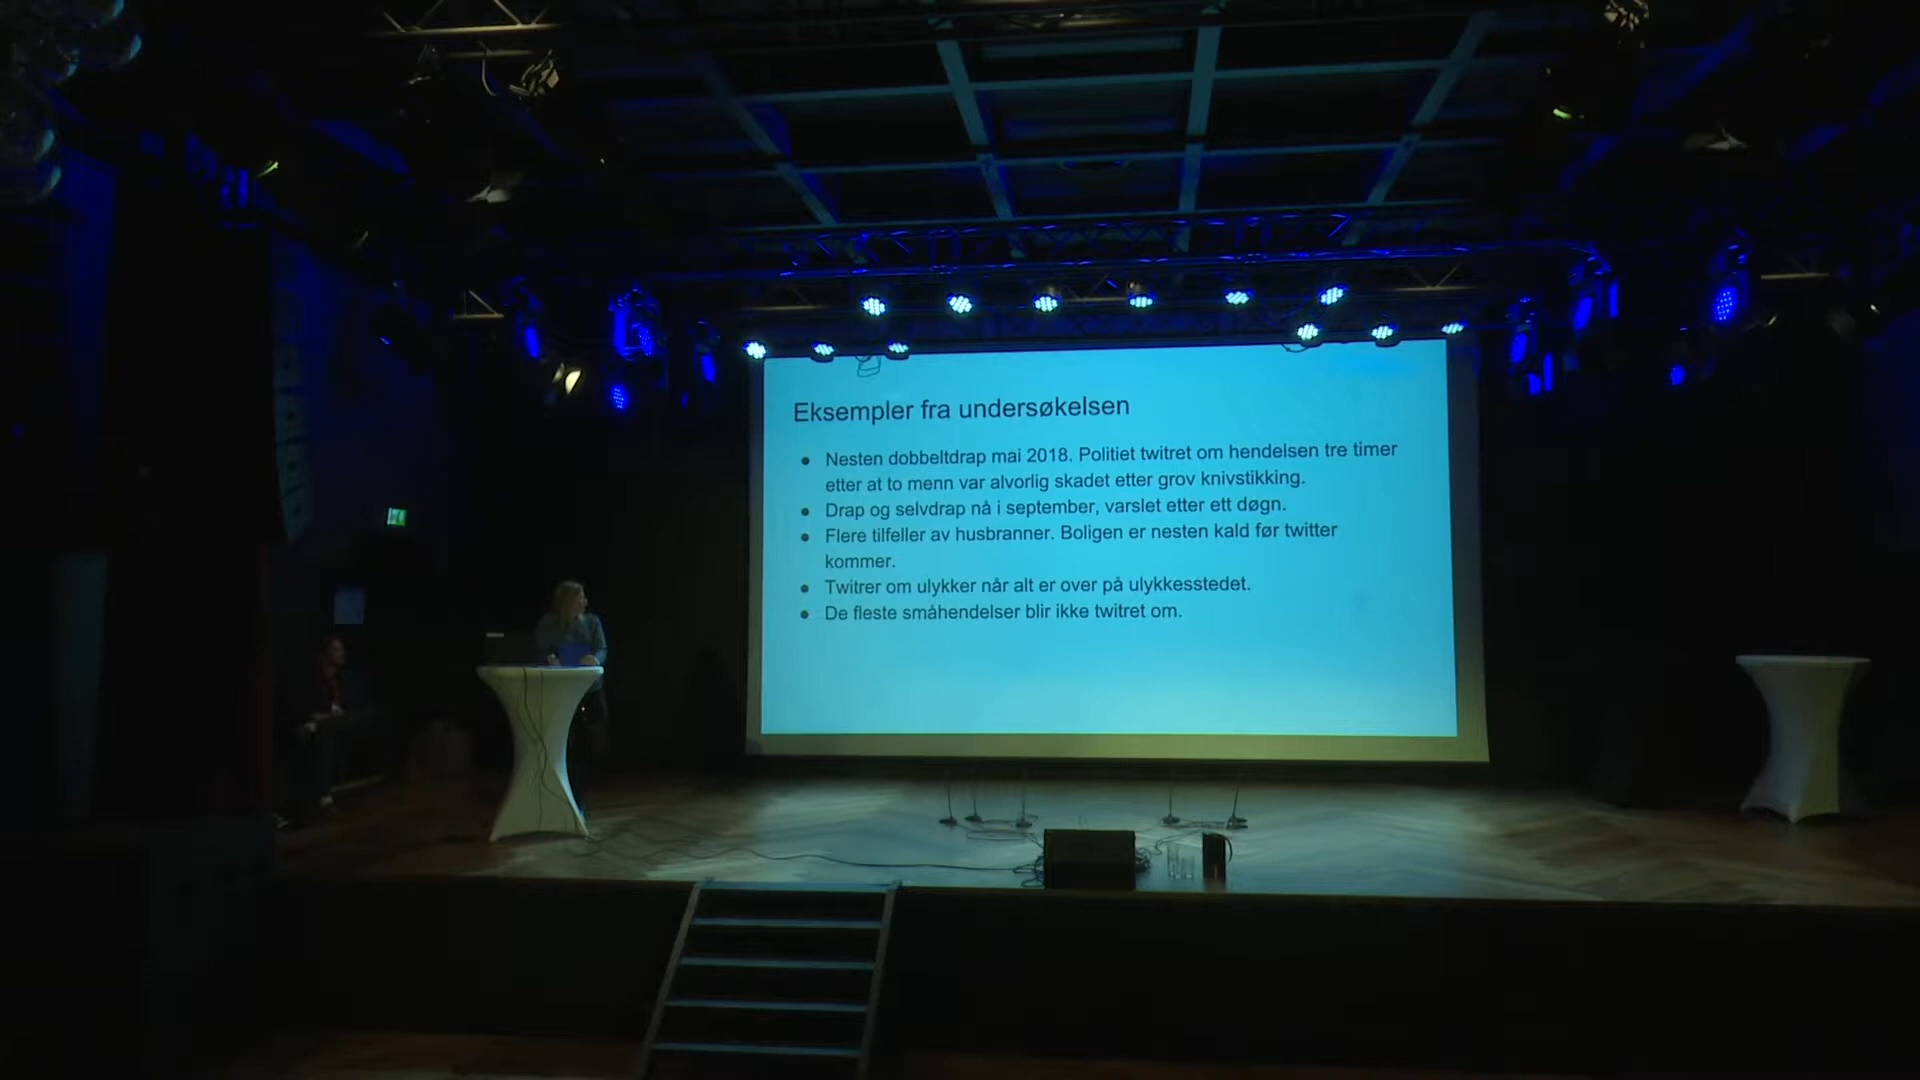 Eksempler fra undersøkelsen
● Nesten dobbeltdrap mai 2018. Politiet twitret om hendelsen tre timer
etter at to menn var alvorlig skadet etter grov knivstikking.
● Drap og selvdrap nå i september, varslet etter ett døgn.
● Flere tilfeller av husbranner. Boligen er nesten kald før twitter
kommer.
● Twitrer om ulykker når alt er over på ulykkesstedet.
● De fleste småhendelser blir ikke twitret om.